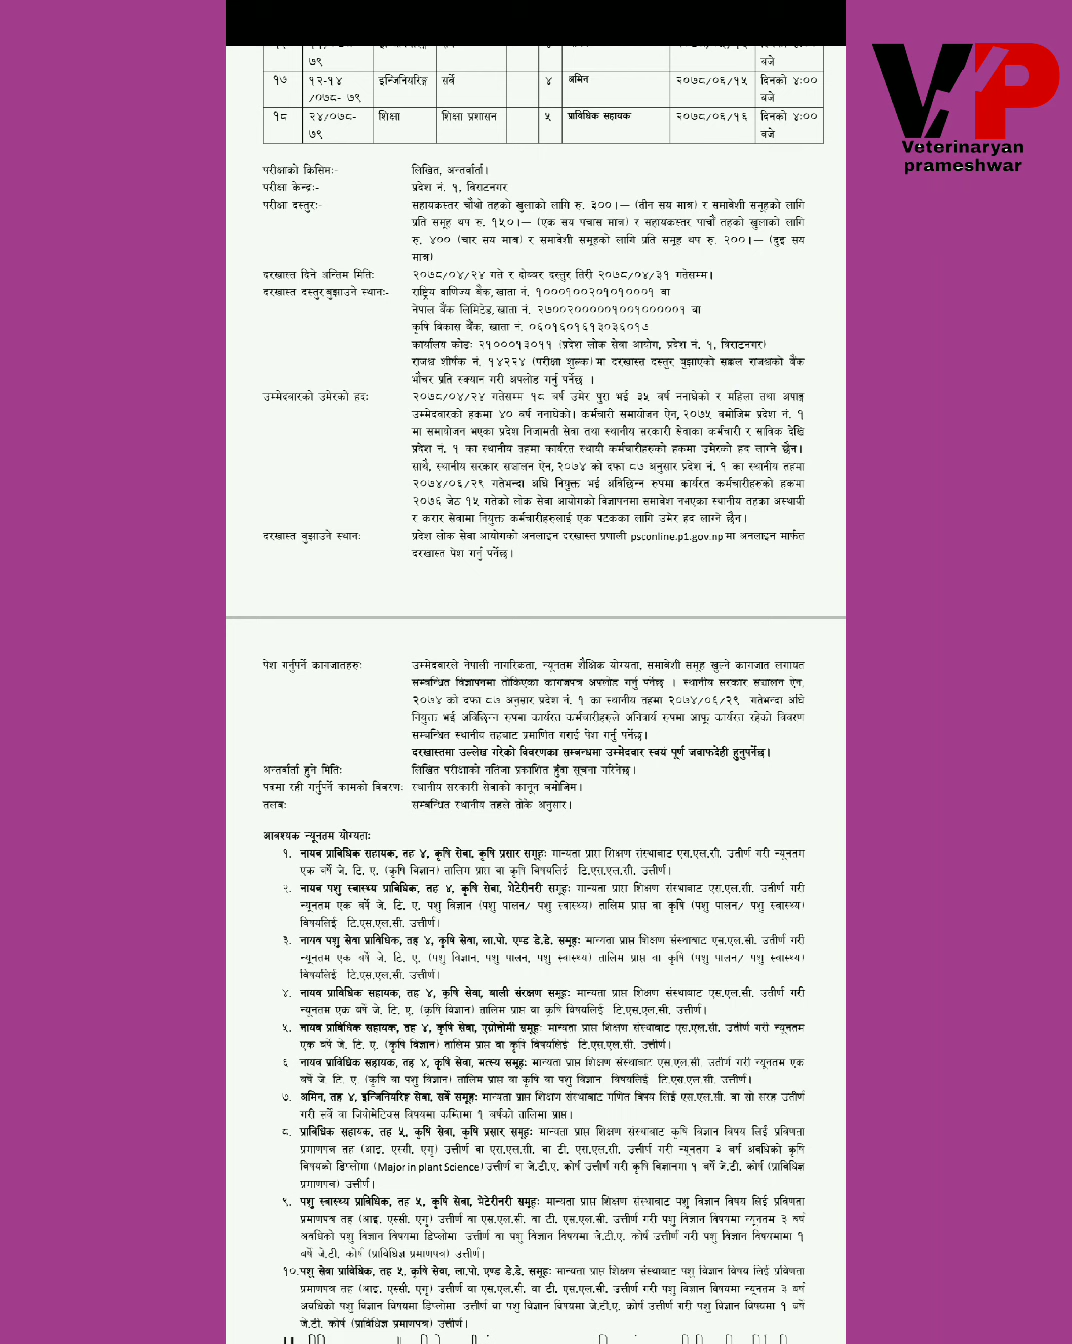 ७९ बजे
१७ १२-१४ इन्जिनियरिङ्ग सर्वे ४ अमिन २०७८/०६/१५ दिनको ४:००
/०७८- ७९ बजे
१८ २४/०७८- शिक्षा शिक्षा प्रशासन ५ प्राविधिक सहायक २०७८/०६/१६ दिनको ४:००
७९ बजे
Veterinaryan
prameshwar
परीक्षाको किसिमः- लिखित, अन्तर्वार्ता।
परीक्षा केन्द्रः- प्रदेश नं. १, विराटनगर
परीक्षा दस्तुरः- सहायकस्तर चौथो तहको खुलाको लागि रु. ३००।— (तीन सय मात्र) र समावेशी समूहको लागि
प्रति समूह थप रु. १५०।— (एक सय पचास मात्र) र सहायकस्तर पाचौं तहको खुलाको लागि
रु. ४०० (चार सय मात्र) र समावेशी समूहको लागि प्रति समूह थप रु. २००।— (दुइ सय
मात्र)
दरखास्त दिने अन्तिम मितिः २०७८/०४/२४ गते र दोब्बर दस्तुर तिरी २०७८/०४/३१ गतेसम्म।
दरखास्त दस्तुर बुझाउने स्थानः- राष्ट्रिय वाणिज्य बैंक, खाता नं. १०००१००२०१०१०००१ वा
नेपाल बैंक लिमिटेड, खाता नं. २७००२०००००१००१०००००१ वा
कृषि विकास बैंक, खाता नं. ०६०१६०१६१३०३६०१७
कार्यालय कोडः २१०००१३०११ (प्रदेश लोक सेवा आयोग, प्रदेश नं. १, विराटनगर)
राजश्व शीर्षक नं. १४२२४ (परीक्षा शुल्क) मा दरखास्त दस्तुर बुझाएको सक्कल राजश्वको बैंक
भौचर प्रति स्क्यान गरी अपलोड गर्नु पर्नेछ ।
उम्मेदवारको उमेरको हदः २०७८/०४/२४ गतेसम्म १८ वर्ष उमेर पुरा भई ३५ वर्ष ननाघेको र महिला तथा अपाङ्ग
उम्मेदवारको हकमा ४० वर्ष ननाघेको। कर्मचारी समायोजन ऐन, २०७५ बमोजिम प्रदेश नं. १
मा समायोजन भएका प्रदेश निजामती सेवा तथा स्थानीय सरकारी सेवाका कर्मचारी र साविक देखि
प्रदेश नं. १ का स्थानीय तहमा कार्यरत स्थायी कर्मचारीहरुको हकमा उमेरको हद लाग्ने छैन।
साथै, स्थानीय सरकार सञ्चालन ऐन, २०७४ को दफा ८७ अनुसार प्रदेश नं. १ का स्थानीय तहमा
२०७४/०६/२९ गतेभन्दा अघि नियुक्त भई अविछिन्न रुपमा कार्यरत कर्मचारीहरुको हकमा
२०७६ जेठ १५ गतेको लोक सेवा आयोगको विज्ञापनमा समावेश नभएका स्थानीय तहका अस्थायी
र करार सेवामा नियुक्त कर्मचारीहरुलाई एक पटकका लागि उमेर हद लाग्ने छैन।
दरखास्त बुझाउने स्थानः प्रदेश लोक सेवा आयोगको अनलाइन दरखास्त प्रणाली psconline.p1.gov.np मा अनलाइन मार्फत
दरखास्त पेश गर्नु पर्नेछ।
पेश गर्नुपर्ने कागजातहरुः उम्मेदवारले नेपाली नागरिकता, न्यूनतम शैक्षिक योग्यता, समावेशी समूह खुल्ने कागजात लगायत
सम्बन्धित विज्ञापनमा तोकिएका कागजपत्र अपलोड गर्नु पर्नेछ । स्थानीय सरकार सञ्चालन ऐन,
२०७४ को दफा ८७ अनुसार प्रदेश नं. १ का स्थानीय तहमा २०७४/०६/२९ गतेभन्दा अघि
नियुक्त भई अविछिन्न रुपमा कार्यरत कर्मचारीहरुले अनिवार्य रुपमा आफू कार्यरत रहेको विवरण
सम्बन्धित स्थानीय तहबाट प्रमाणित गराई पेश गर्नु पर्नेछ।
दरखास्तमा उल्लेख गरेको विवरणका सम्बन्धमा उम्मेदवार स्वयं पूर्ण जवाफदेही हुनुपर्नेछ।
अन्तर्वार्ता हुने मितिः लिखित परीक्षाको नतिजा प्रकाशित हुँदा सूचना गरिनेछ।
पदमा रही गर्नुपर्ने कामको विवरणः स्थानीय सरकारी सेवाको कानून बमोजिम।
तलबः सम्बन्धित स्थानीय तहले तोके अनुसार।
आवश्यक न्यूनतम योग्यताः
१. नायब प्राविधिक सहायक, तह ४, कृषि सेवा, कृषि प्रसार समूहः मान्यता प्राप्त शिक्षण संस्थाबाट एस.एल.सी. उतीर्ण गरी न्यूनतम
एक वर्षे जे. टि. ए. (कृषि विज्ञान) तालिम प्राप्त वा कृषि विषयलिई टि.एस.एल.सी. उत्तीर्ण।
२. नायब पशु स्वास्थ्य प्राविधिक, तह ४, कृषि सेवा, भेटेरीनरी समूहः मान्यता प्राप्त शिक्षण संस्थाबाट एस.एल.सी. उतीर्ण गरी
न्यूनतम एक वर्षे जे. टि. ए. पशु विज्ञान (पशु पालन/ पशु स्वास्थ्य) तालिम प्राप्त वा कृषि (पशु पालन/ पशु स्वास्थ्य)
विषयलिई टि.एस.एल.सी. उतीर्ण।
३. नायब पशु सेवा प्राविधिक, तह ४, कृषि सेवा, ला.पो. एण्ड डे.डे. समूहः मान्यता प्राप्त शिक्षण संस्थाबाट एस.एल.सी. उतीर्ण गरी
न्यूनतम एक वर्षे जे. टि. ए. (पशु विज्ञान, पशु पालन, पशु स्वास्थ्य) तालिम प्राप्त वा कृषि (पशु पालन/ पशु स्वास्थ्य)
विषयलिई टि.एस.एल.सी. उतीर्ण।
४. नायब प्राविधिक सहायक, तह ४, कृषि सेवा, बाली संरक्षण समूहः मान्यता प्राप्त शिक्षण संस्थाबाट एस.एल.सी. उतीर्ण गरी
न्यूनतम एक वर्षे जे. टि. ए. (कृषि विज्ञान) तालिम प्राप्त वा कृषि विषयलिई टि.एस.एल.सी. उतीर्ण।
५. नायब प्राविधिक सहायक, तह ४, कृषि सेवा, एग्रोनोमी समूहः मान्यता प्राप्त शिक्षण संस्थाबाट एस.एल.सी. उतीर्ण गरी न्यूनतम
एक वर्षे जे. टि. ए. (कृषि विज्ञान) तालिम प्राप्त वा कृषि विषयलिई टि.एस.एल.सी. उतीर्ण।
६ नायब प्राविधिक सहायक, तह ४, कृषि सेवा, मत्स्य समूहः मान्यता प्राप्त शिक्षण संस्थाबाट एस.एल.सी. उतीर्ण गरी न्यूनतम एक
वर्षे जे. टि. ए. (कृषि वा पशु विज्ञान) तालिम प्राप्त वा कृषि वा पशु विज्ञान विषयलिई टि.एस.एल.सी. उतीर्ण।
७. अमिन, तह ४, इन्जिनियरिङ्ग सेवा, सर्वे समूहः मान्यता प्राप्त शिक्षण संस्थाबाट गणित विषय लिई एस.एल.सी. वा सो सरह उतीर्ण
गरी सर्वे वा जियोमेटिक्स विषयमा कम्तिमा १ वर्षको तालिमा प्राप्त।
८. प्राविधिक सहायक, तह ५, कृषि सेवा, कृषि प्रसार समूहः मान्यता प्राप्त शिक्षण संस्थाबाट कृषि विज्ञान विषय लिई प्रविणता
प्रमाणपत्र तह (आइ. एस्सी. एग्) उत्तीर्ण वा एस.एल.सी. वा टी. एस.एल.सी. उत्तीर्ण गरी न्यूनतम ३ वर्ष अवधिको कृषि
विषयको डिप्लोमा (Major in plant Science) उत्तीर्ण वा जे.टी.ए. कोर्ष उत्तीर्ण गरी कृषि विज्ञानमा १ वर्षे जे.टी. कोर्ष (प्राविधिज्ञ
प्रमाणपत्र) उत्तीर्ण।
९. पशु स्वास्थ्य प्राविधिक, तह ५, कृषि सेवा, भेटेरीनरी समूहः मान्यता प्राप्त शिक्षण संस्थाबाट पशु विज्ञान विषय लिई प्रविणता
प्रमाणपत्र तह (आइ. एस्सी. एग्) उत्तीर्ण वा एस.एल.सी. वा टी. एस.एल.सी. उत्तीर्ण गरी पशु विज्ञान विषयमा न्यूनतम ३ वर्ष
अवधिको पशु विज्ञान विषयमा डिप्लोमा उत्तीर्ण वा पशु विज्ञान विषयमा जे.टी.ए. कोर्ष उत्तीर्ण गरी पशु विज्ञान विषयमामा १
वर्षे जे.टी. कोर्ष (प्राविधिज्ञ प्रमाणपत्र) उत्तीर्ण।
१०. पशु सेवा प्राविधिक, तह ५, कृषि सेवा, ला.पो. एण्ड डे.डे. समूहः मान्यता प्राप्त शिक्षण संस्थाबाट पशु विज्ञान विषय लिई प्रविणता
प्रमाणपत्र तह (आइ. एस्सी. एग्) उत्तीर्ण वा एस.एल.सी. वा टी. एस.एल.सी. उत्तीर्ण गरी पशु विज्ञान विषयमा न्यूनतम ३ वर्ष
अवधिको पशु विज्ञान विषयमा डिप्लोमा उत्तीर्ण वा पशु विज्ञान विषयमा जे.टी.ए. कोर्ष उत्तीर्ण गरी पशु विज्ञान विषयमा १ वर्षे
जे.टी. कोर्ष (प्राविधिज्ञ प्रमाणपत्र) उत्तीर्ण।